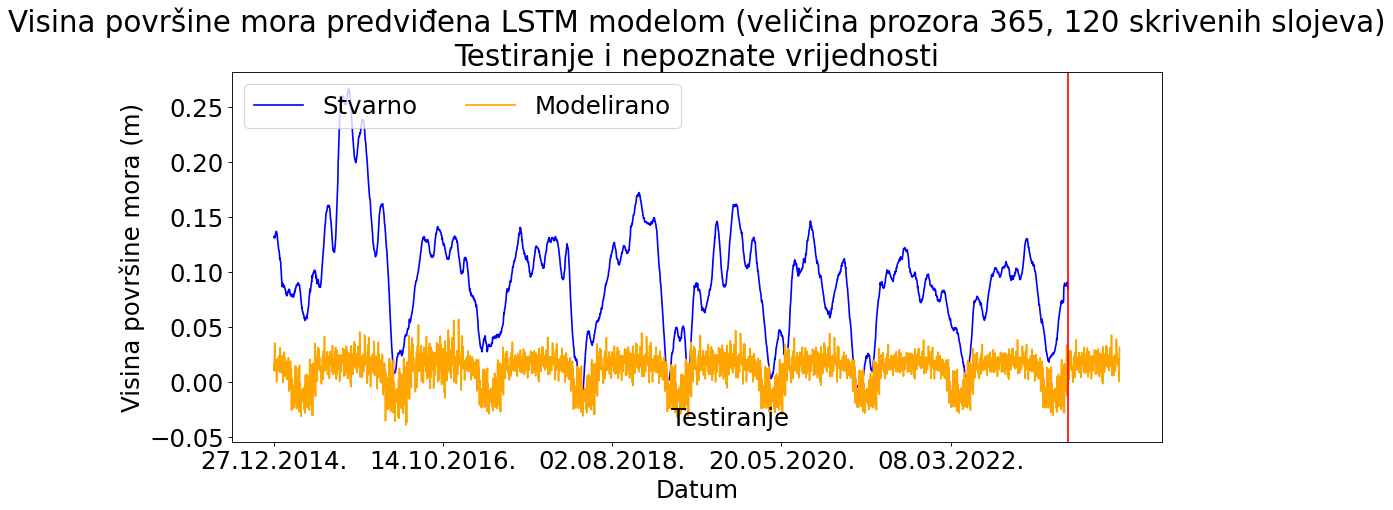 Visina površine mora predviđena LSTM modelom (veličina prozora 365, 120 skrivenih slojeva)
Testiranje i nepoznate vrijednosti
Stvarno Modelirano
Visina površine mora (m)
0.25
0.20
0.15
0.10
0.05
0.00
−0.05
Testiranje
27.12.2014. 14.10.2016. 02.08.2018. 20.05.2020. 08.03.2022.
Datum